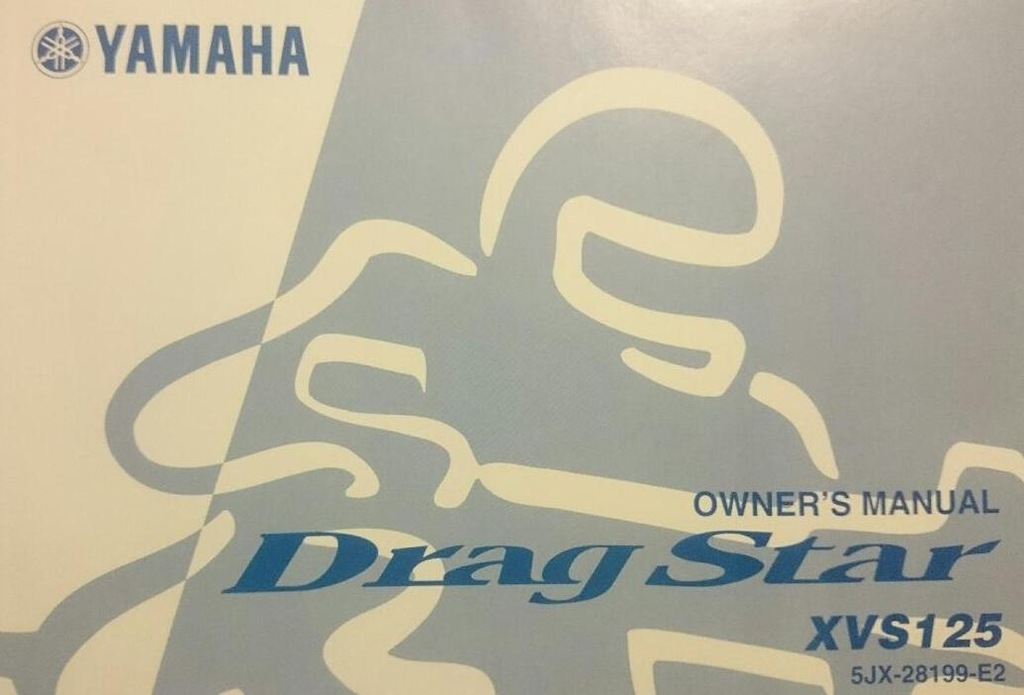 YAMAHA
OWNER'S MANUAL
Drag Star
XVS125
5JX-28199-E2